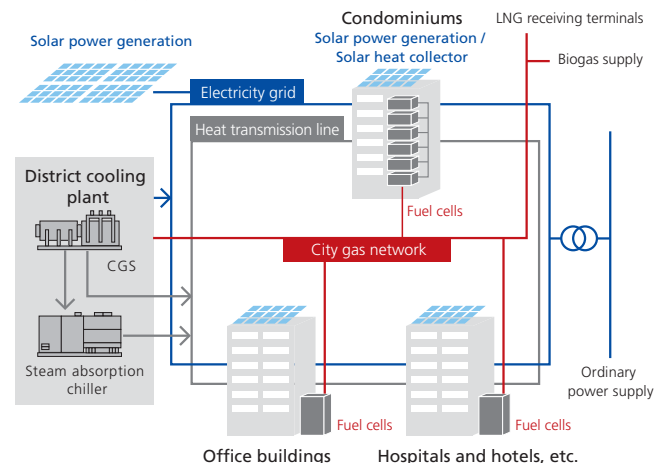 Condominiums
Solar power generation /
Solar heat collector
LNG receiving terminals
Solar power generation
Biogas supply
Electricity grid
Heat transmission line
District cooling
plant
CGS
Fuel cells
City gas network
Steam absorption
chiller
Ordinary
power supply
Fuel cells
Fuel cells
Office buildings
Hospitals and hotels, etc.